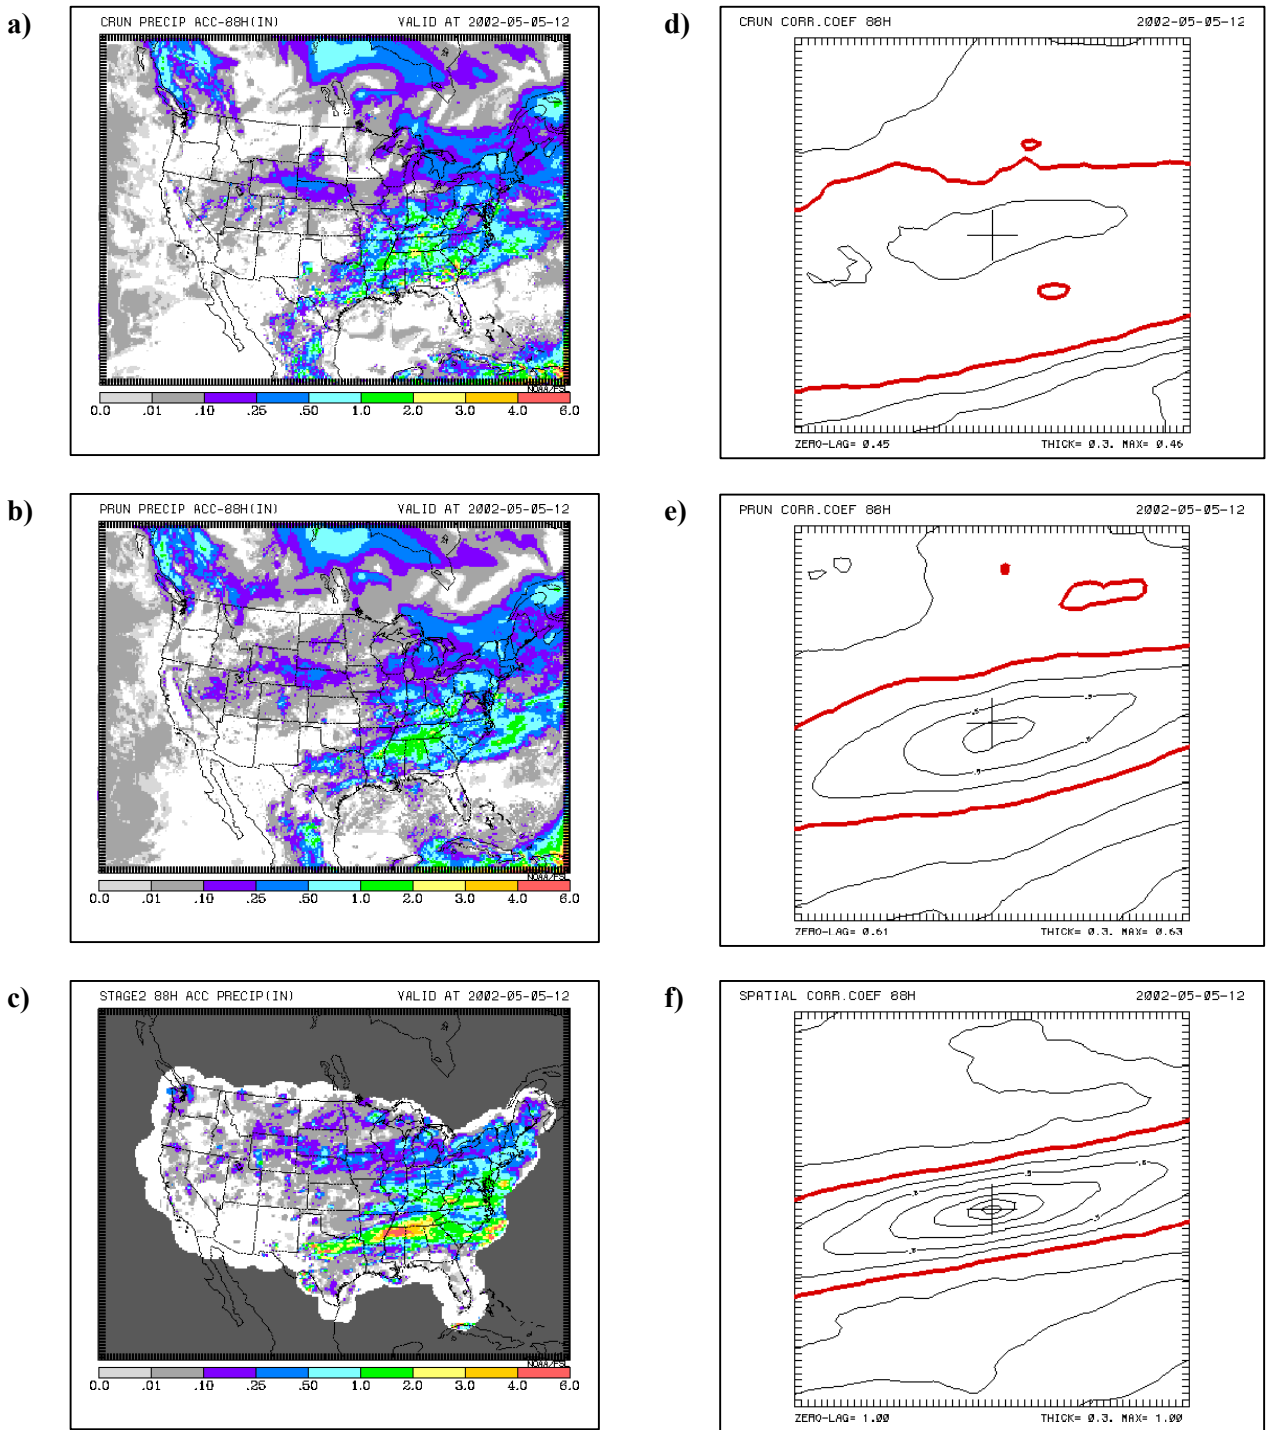 a)
CRUN PRECIP ACC-88H(IN) VALID AT 2002-05-05-12
NOAA/FSL
0.0 .01 .10 .25 .50 1.0 2.0 3.0 4.0 6.0
d)
CRUN CORR.COEF 88H 2002-05-05-12
ZERO-LAG= 0.45 THICK= 0.3. MAX= 0.46
b)
PRUN PRECIP ACC-88H(IN) VALID AT 2002-05-05-12
NOAA/FSL
0.0 .01 .10 .25 .50 1.0 2.0 3.0 4.0 6.0
e)
PRUN CORR.COEF 88H 2002-05-05-12
ZERO-LAG= 0.61 THICK= 0.3. MAX= 0.63
c)
STAGE2 88H ACC PRECIP(IN) VALID AT 2002-05-05-12
NOAA/FSL
0.0 .01 .10 .25 .50 1.0 2.0 3.0 4.0 6.0
f)
SPATIAL CORR.COEF 88H 2002-05-05-12
ZERO-LAG= 1.00 THICK= 0.3. MAX= 1.00